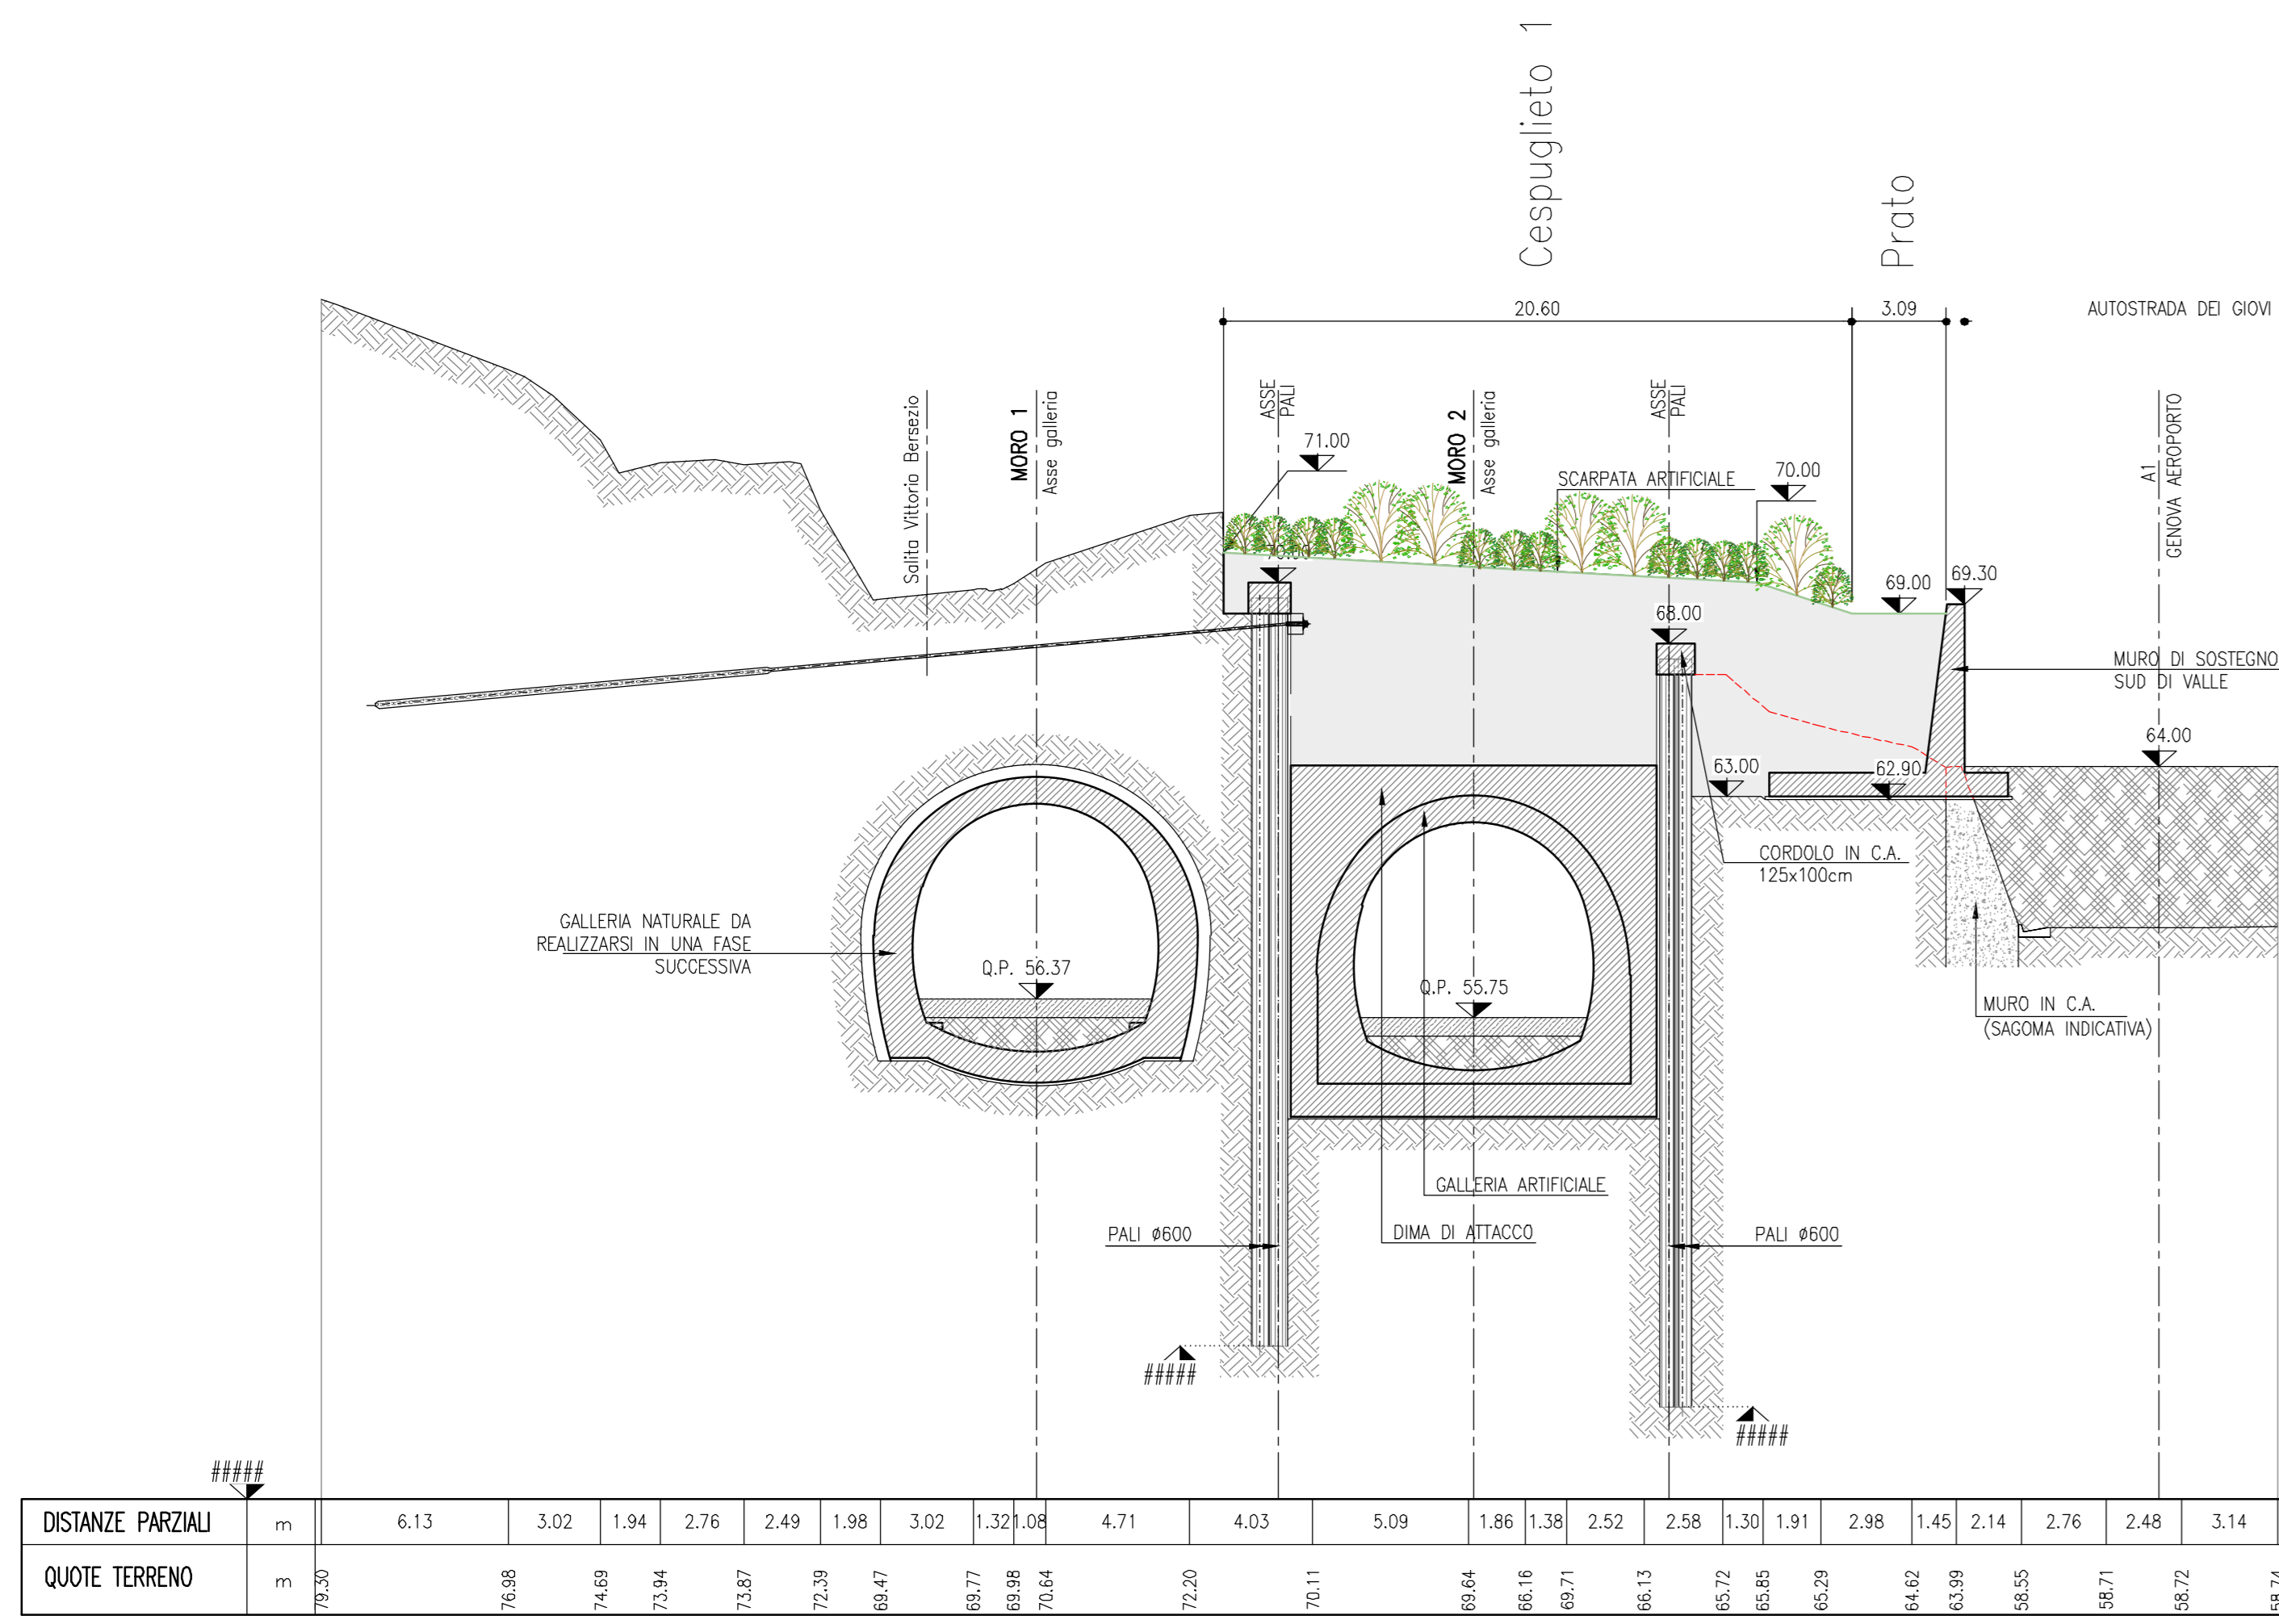 Cespuglieto 1
Prato
20.60
3.09
AUTOSTRADA DEI GIOVI
Salita Vittorio Bersezio
MORO 1
Asse galleria
ASSE
PALI
71.00
MORO 2
Asse galleria
SCARPATA ARTIFICIALE
ASSE
PALI
70.00
A1
GENOVA AEROPORTO
70.00
69.00
69.30
68.00
MURO DI SOSTEGNO
SUD DI VALLE
64.00
63.00
62.90
CORDOLO IN C.A.
125x100cm
GALLERIA NATURALE DA
REALIZZARSI IN UNA FASE
SUCCESSIVA
Q.P. 56.37
Q.P. 55.75
MURO IN C.A.
(SAGOMA INDICATIVA)
GALLERIA ARTIFICIALE
PALI ø600
DIMA DI ATTACCO
PALI ø600
#####
#####
#####
DISTANZE PARZIALI m 6.13 3.02 1.94 2.76 2.49 1.98 3.02 1.32 1.08 4.71 4.03 5.09 1.86 1.38 2.52 2.58 1.30 1.91 2.98 1.45 2.14 2.76 2.48 3.14
QUOTE TERRENO m 79.30 76.98 74.69 73.94 73.87 72.39 69.47 69.77 69.98 70.64 72.20 70.11 69.64 66.16 69.71 66.13 65.72 65.85 65.29 64.62 63.99 58.55 58.71 58.72 58.74